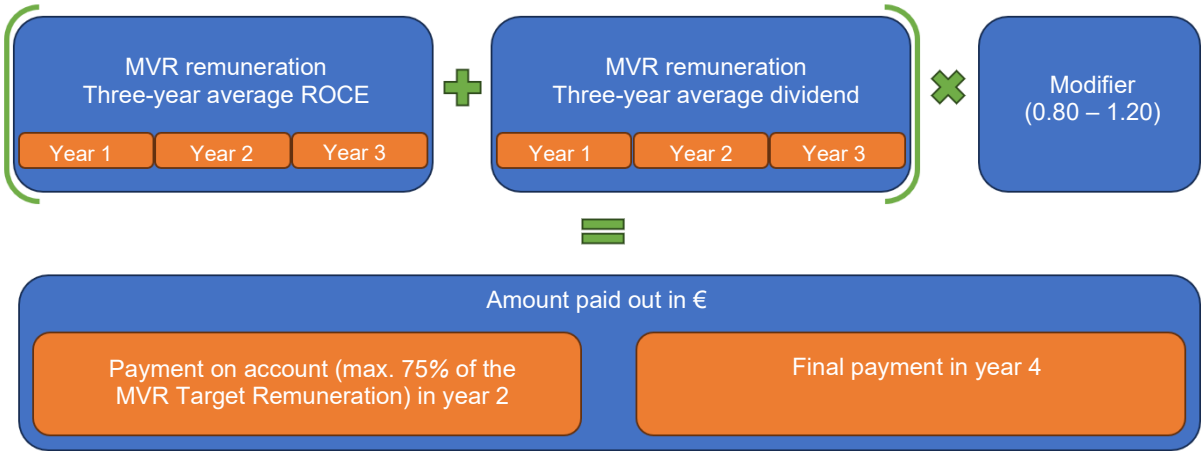 MVR remuneration
Three-year average ROCE
Year 1
Year 2
Year 3
MVR remuneration
Three-year average dividend
Year 1
Year 2
Year 3
Modifier
(0.80 – 1.20)
Amount paid out in €
Payment on account (max. 75% of the
MVR Target Remuneration) in year 2
Final payment in year 4